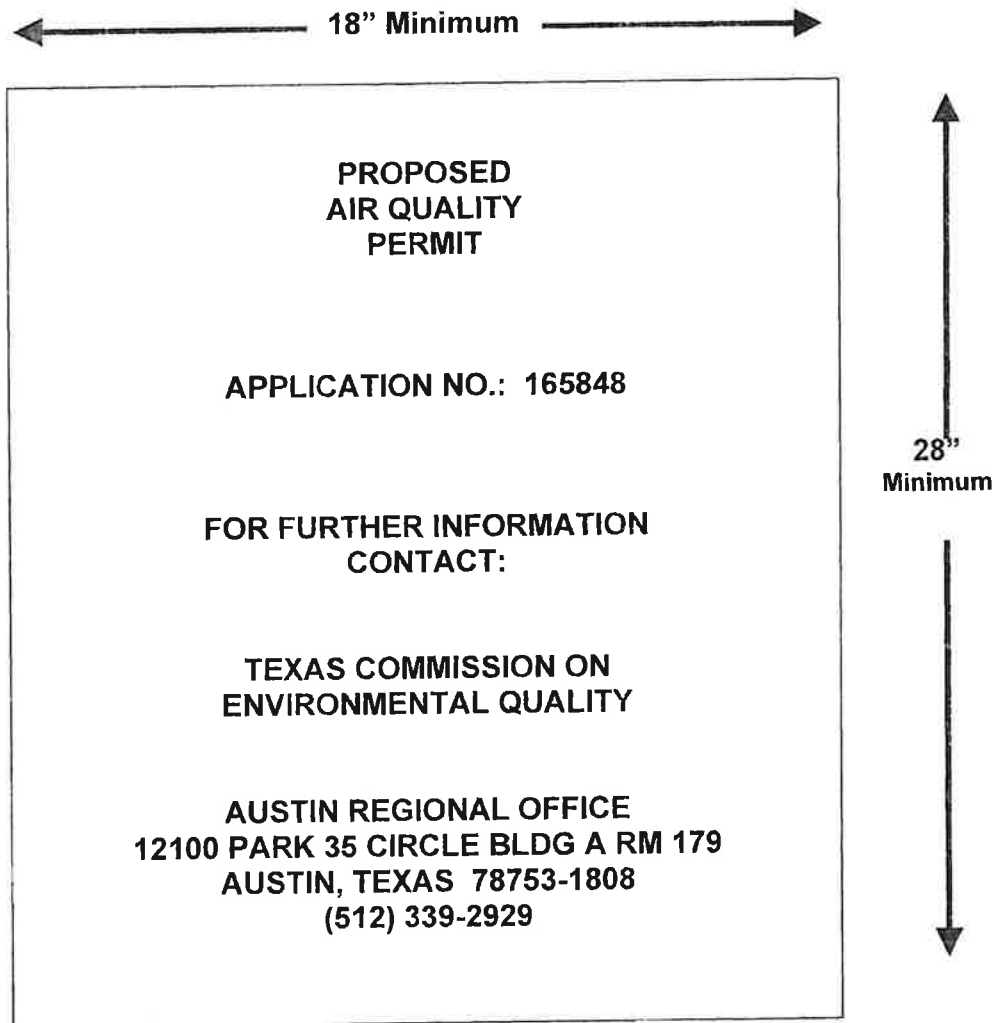 18” Minimum
PROPOSED
AIR QUALITY
PERMIT
APPLICATION NO.: 165848
28”
Minimum
FOR FURTHER INFORMATION
CONTACT:
TEXAS COMMISSION ON
ENVIRONMENTAL QUALITY
AUSTIN REGIONAL OFFICE
12100 PARK 35 CIRCLE BLDG A RM 179
AUSTIN, TEXAS  78753-1808
(512) 339-2929